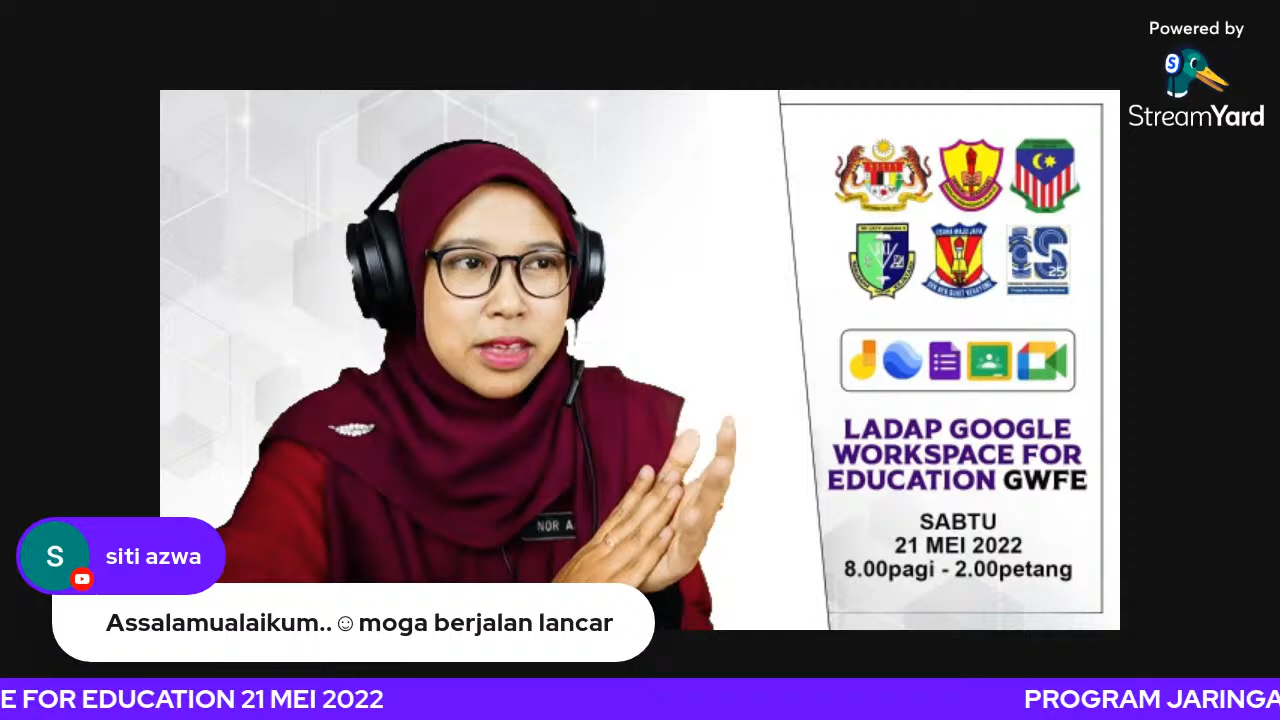 Powered by
StreamYard
LADAP GOOGLE
WORKSPACE FOR
EDUCATION GWFE
SABTU
21 MEI 2022
8.00pagi - 2.00petang
NOR A
S
siti azwa
Assalamualaikum..☺moga berjalan lancar
E FOR EDUCATION 21 MEI 2022
PROGRAM JARINGA